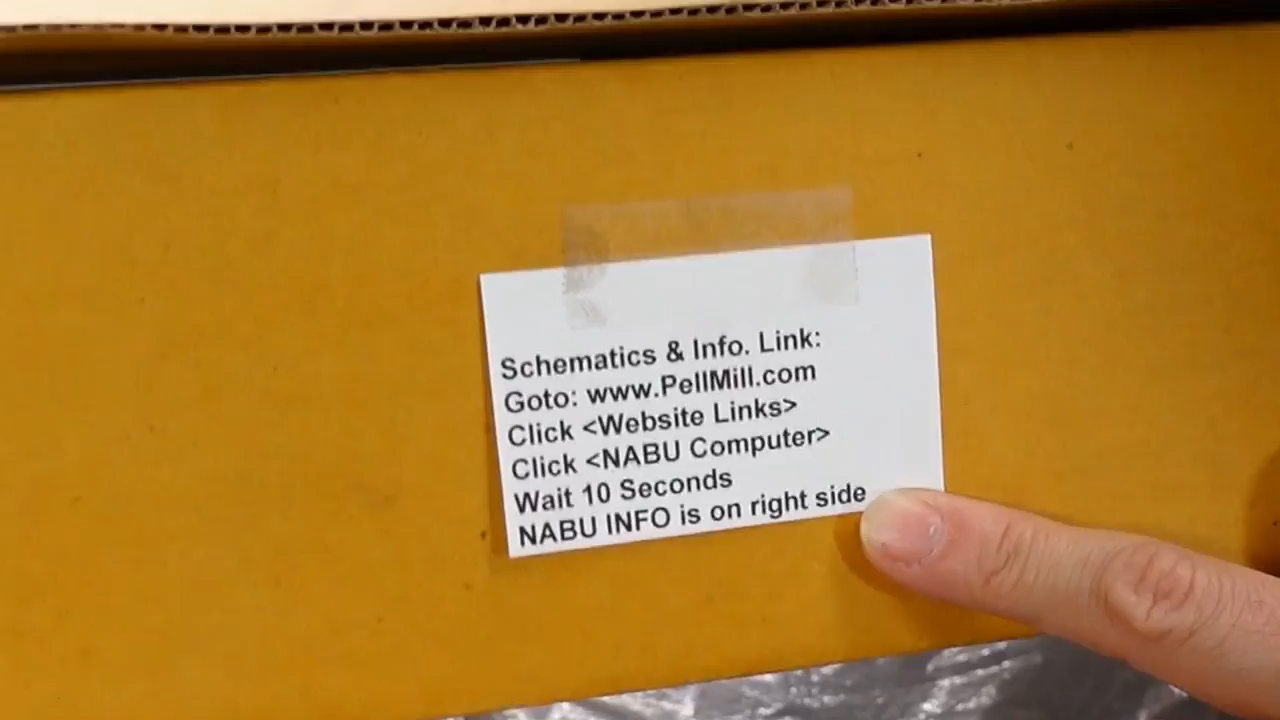 Schematics & Info. Link:
Goto: www.PellMill.com
Click <Website Links>
Click <NABU Computer>
Wait 10 Seconds
NABU INFO is on right side